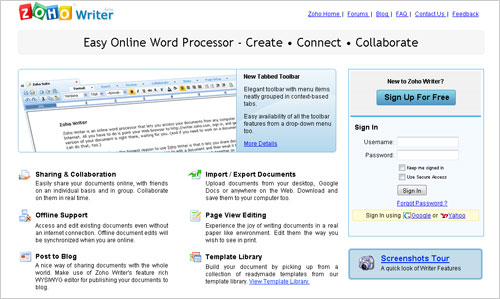 ZOHO Writer
Zoho Home | Forums | Blog | FAQ | Contact Us | Feedback
Easy Online Word Processor - Create • Connect • Collaborate
Zoho Writer
New Tabbed Toolbar
Elegant toolbar with menu items
neatly grouped in context-based
tabs.
Easy availability of all the toolbar
features from a drop-down menu
too.
More Details
New to Zoho Writer?
Sign Up For Free
Sign In
Username:
Password:
Keep me signed in
Use Secure Access
Sign In
Forgot Password ?
Sign In using Google or Yahoo
Sharing & Collaboration
Easily share your documents online, with friends
on an individual basis and in group. Collaborate
on them in real time.
Import / Export Documents
Upload documents from your desktop, Google
Docs or anywhere on the Web. Download and
save them to your computer too.
Offline Support
Access and edit existing documents even without
an internet connection. Offline document edits will
be synchronized when you are online.
Page View Editing
Experience the joy of writing documents in a real
paper like environment. Edit them the way you
wish to see in print.
Post to Blog
A nice way of sharing documents with the whole
world. Make use of Zoho Writer's feature rich
WYSIWYG editor for publishing your documents to
blog.
Template Library
Build your document by picking up from a
collection of readymade templates from our
template library. View Template Library.
Screenshots Tour
A quick look of Writer Features